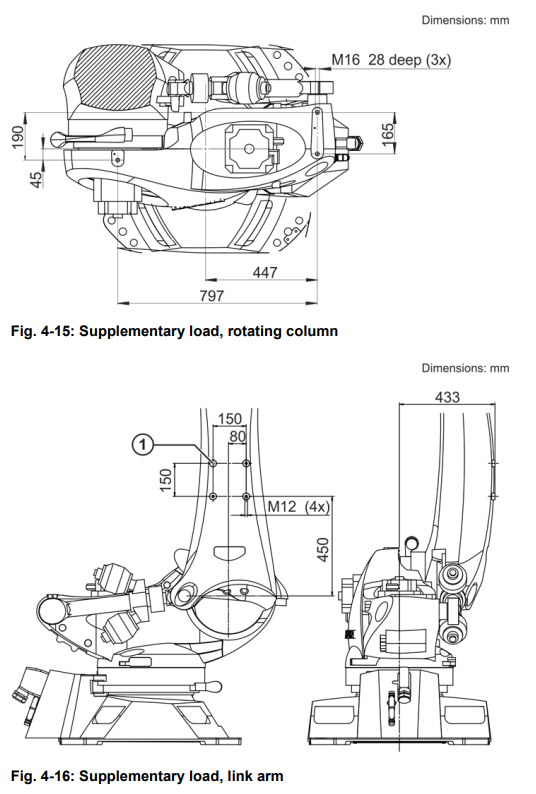 Dimensions: mm
M16 28 deep (3x)
190
165
45
447
797
Fig. 4-15: Supplementary load, rotating column
Dimensions: mm
433
150
80
1
150
M12 (4x)
450
Fig. 4-16: Supplementary load, link arm